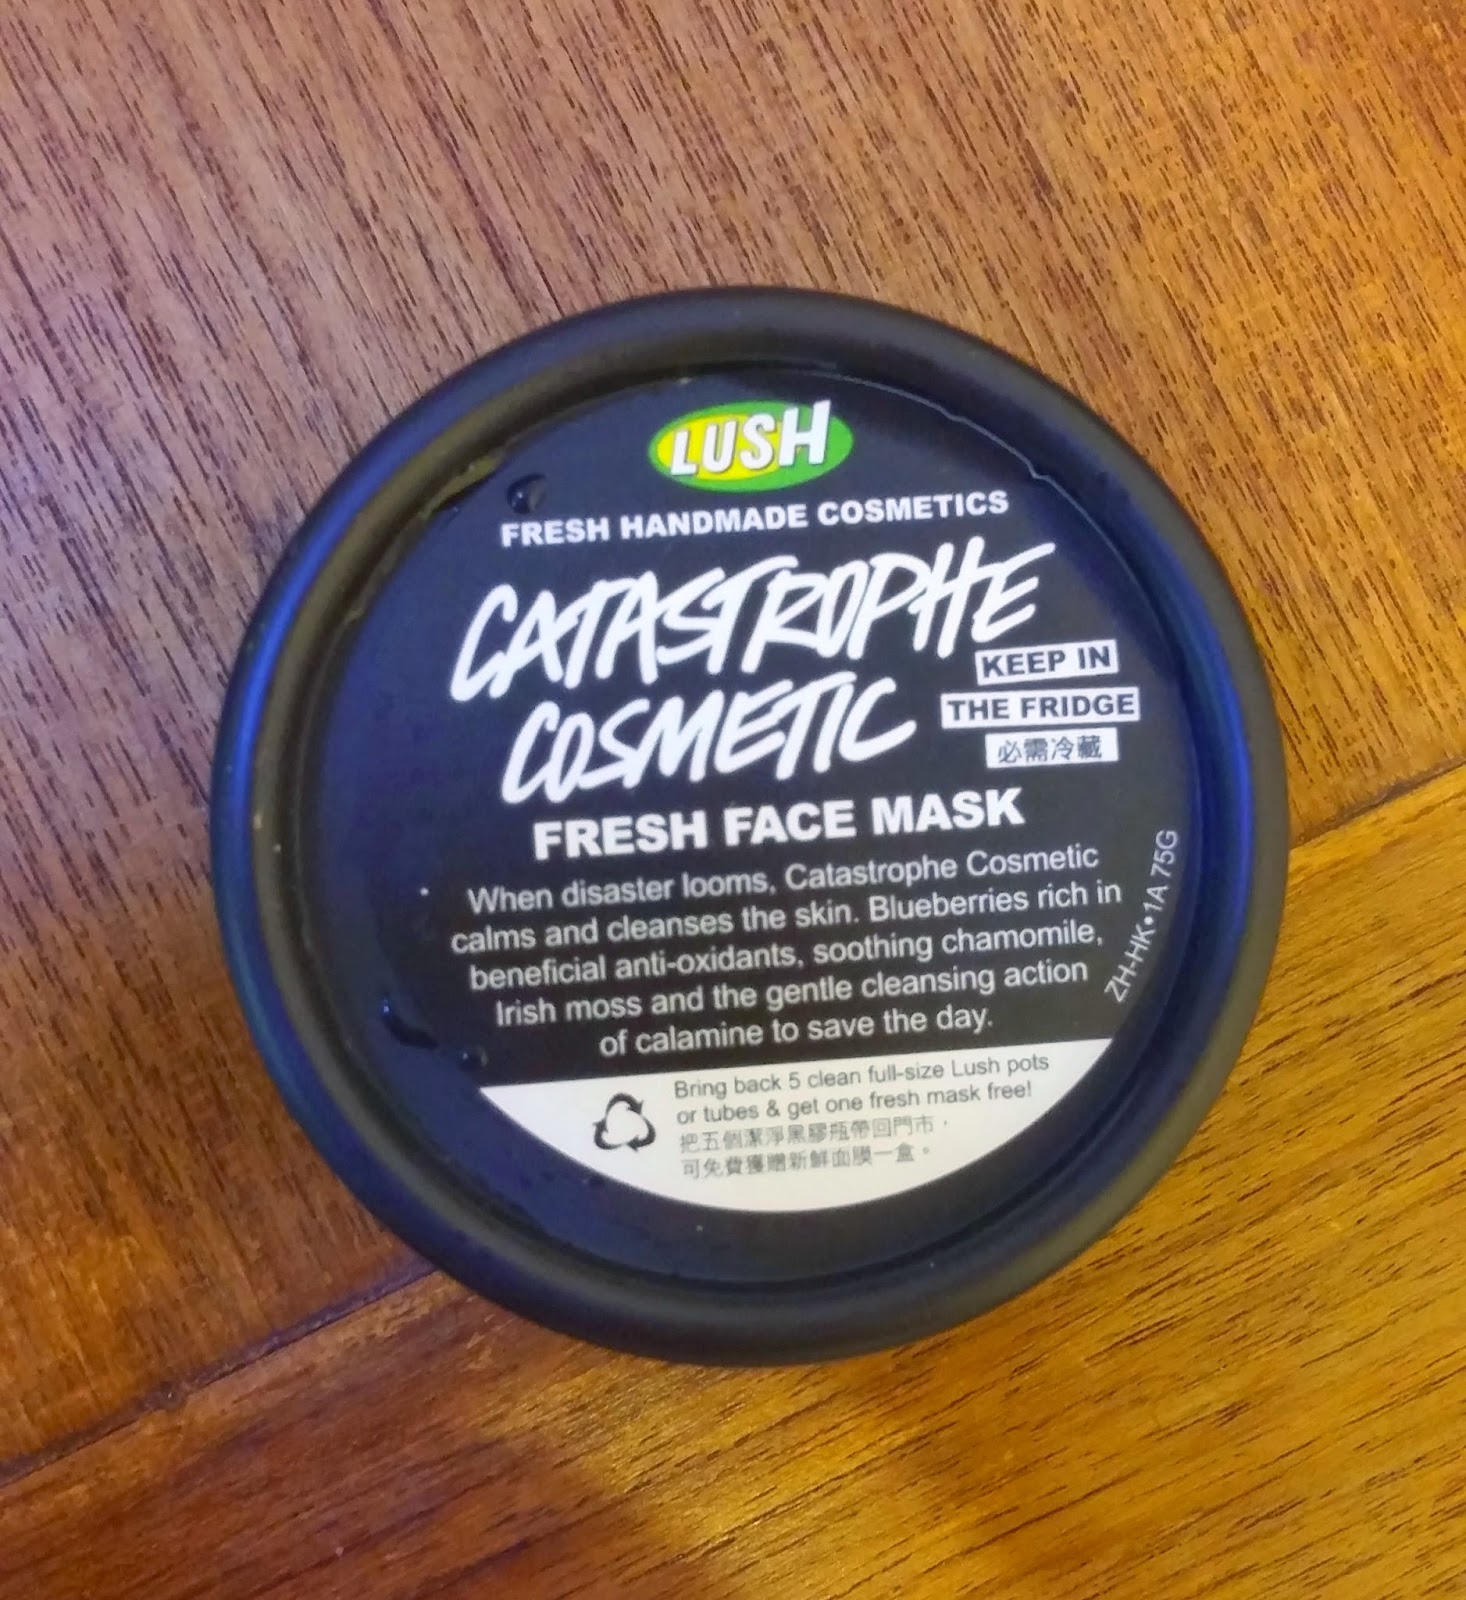 LUSH
FRESH HANDMADE COSMETICS
CATASTROPHE
COSMETIC
KEEP IN
THE FRIDGE
必需冷藏
FRESH FACE MASK
When disaster looms, Catastrophe Cosmetic
calms and cleanses the skin. Blueberries rich in
beneficial anti-oxidants, soothing chamomile,
Irish moss and the gentle cleansing action
of calamine to save the day.
ZH-HK•1A 75G
Bring back 5 clean full-size Lush pots
or tubes & get one fresh mask free!
把五個潔淨黑膠瓶帶回門市，
可免費獲贈新鮮面膜一盒。